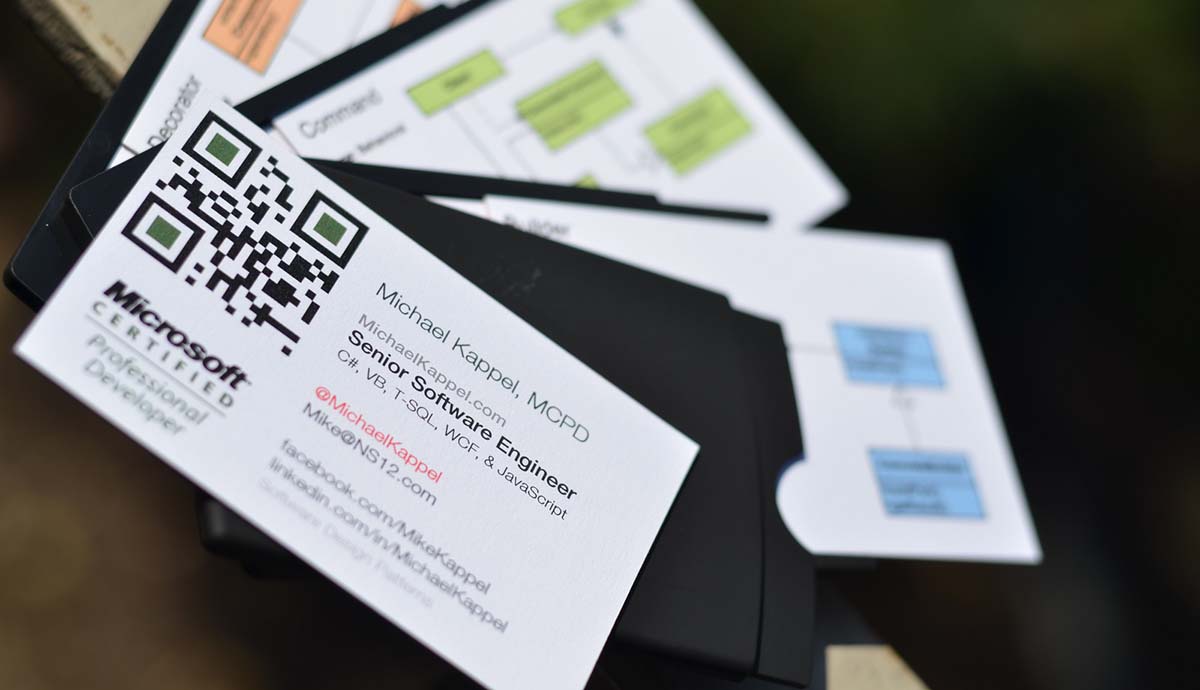 Decorator
Command
Microsoft
CERTIFIED
Professional
Developer
Michael Kappel, MCPD
MichaelKappel.com
Senior Software Engineer
C#, VB, T-SQL, WCF, & JavaScript
@MichaelKappel
Mike@NS12.com
facebook.com/MikeKappel
linkedin.com/in/MichaelKappel
Software Design Patterns